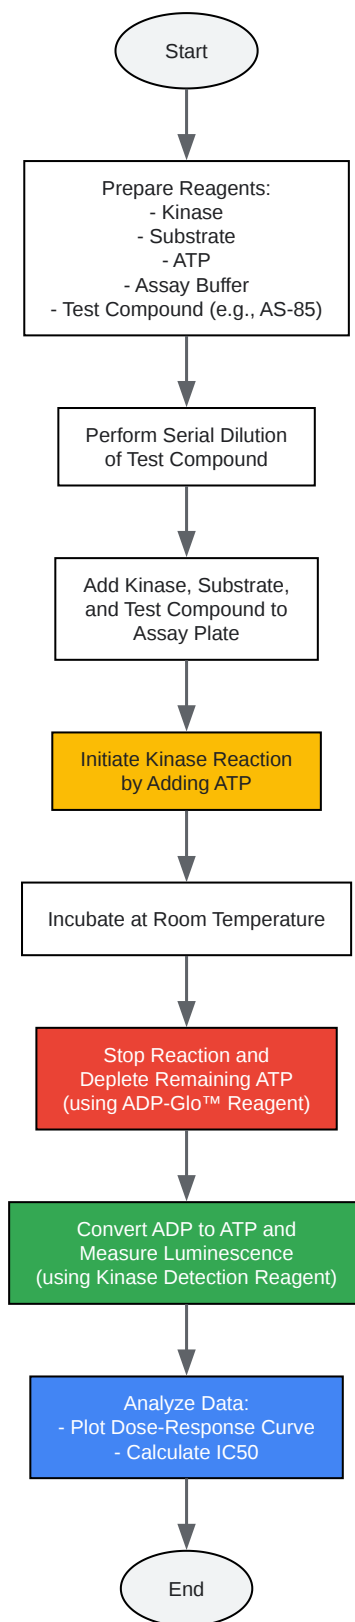 Start
Prepare Reagents:
- Kinase
- Substrate
- ATP
- Assay Buffer
- Test Compound (e.g., AS-85)
Perform Serial Dilution
of Test Compound
Add Kinase, Substrate,
and Test Compound to
Assay Plate
Initiate Kinase Reaction
by Adding ATP
Incubate at Room Temperature
Stop Reaction and
Deplete Remaining ATP
(using ADP-Glo™ Reagent)
Convert ADP to ATP and
Measure Luminescence
(using Kinase Detection Reagent)
Analyze Data:
- Plot Dose-Response Curve
- Calculate IC50
End